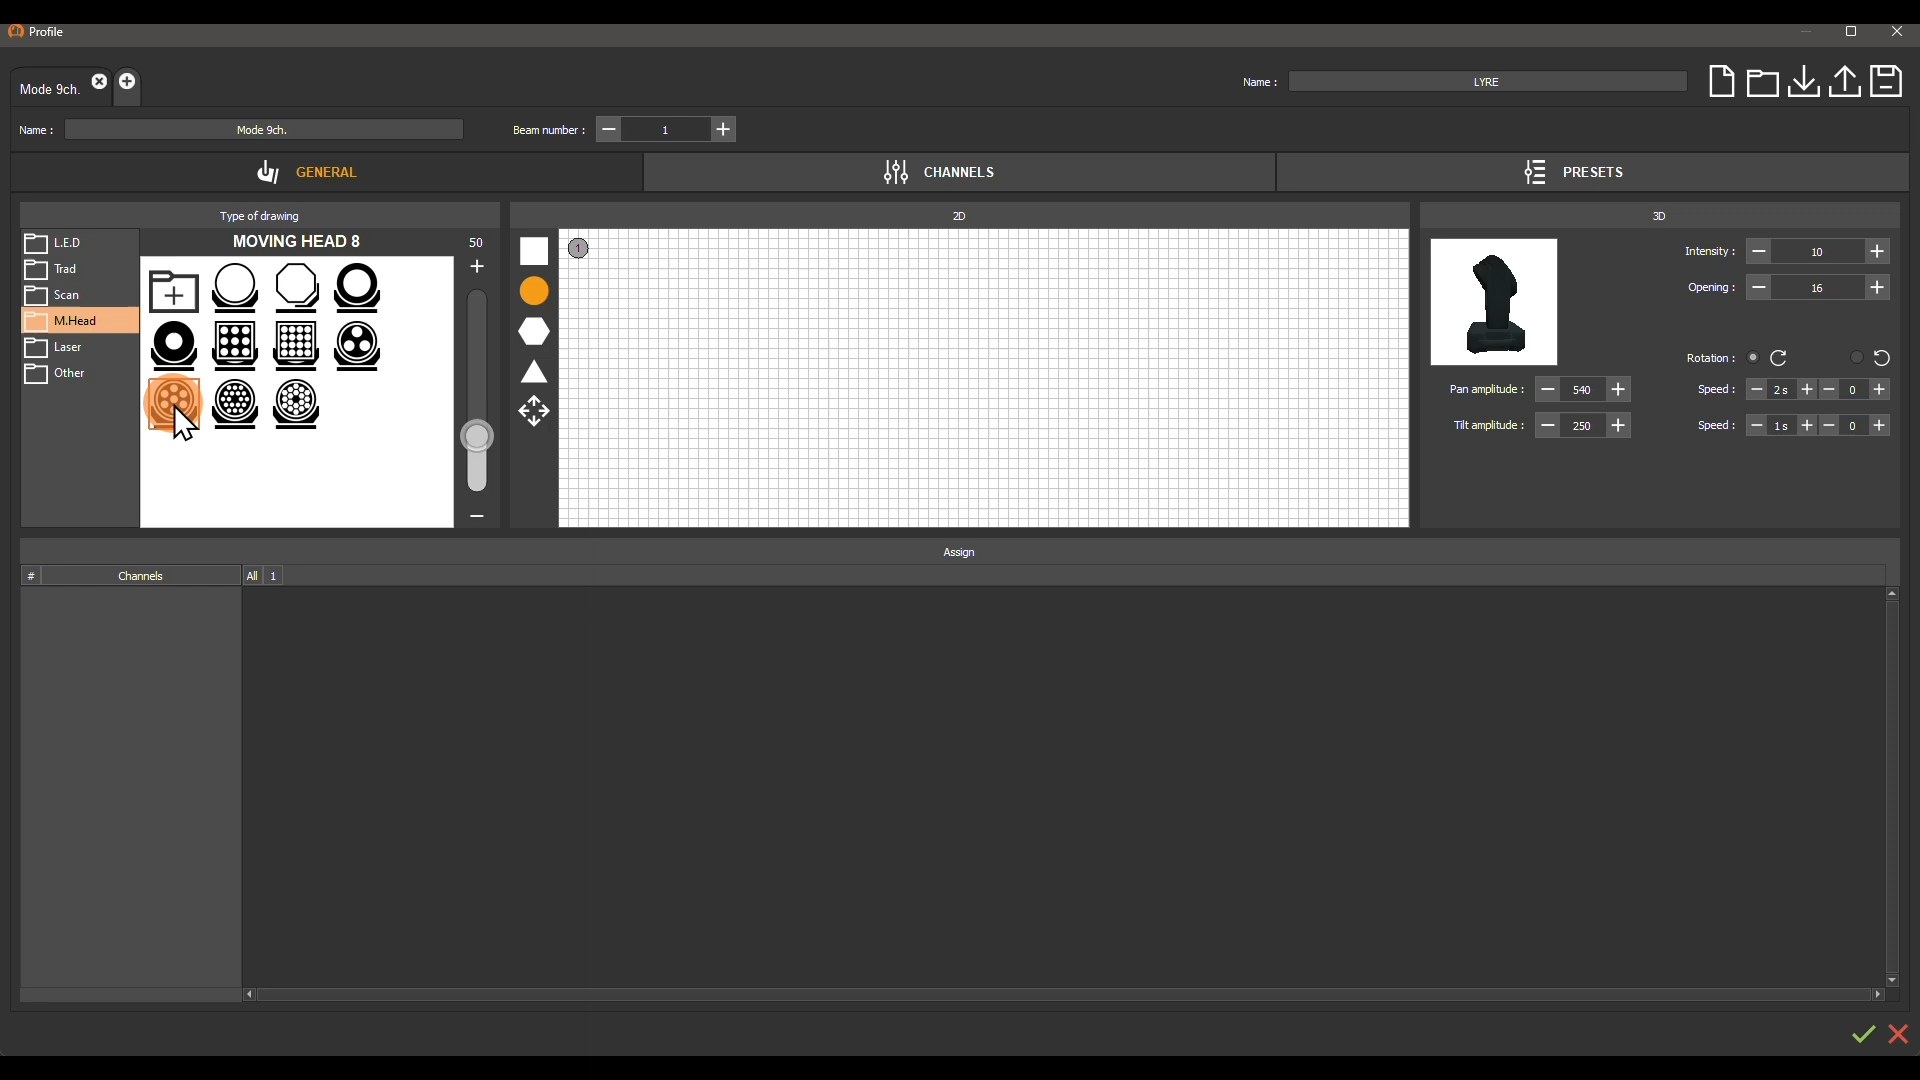 Profile
Mode 9ch.
Name : LYRE
Name : Mode 9ch. Beam number : 1
GENERAL CHANNELS PRESETS
Type of drawing 2D 3D
L.E.D
Trad
Scan
M.Head
Laser
Other
MOVING HEAD 8 50
1
Intensity : 10
Opening : 16
Rotation :
Pan amplitude : 540 Speed : 2 s 0
Tilt amplitude : 250 Speed : 1 s 0
Assign
# Channels All 1